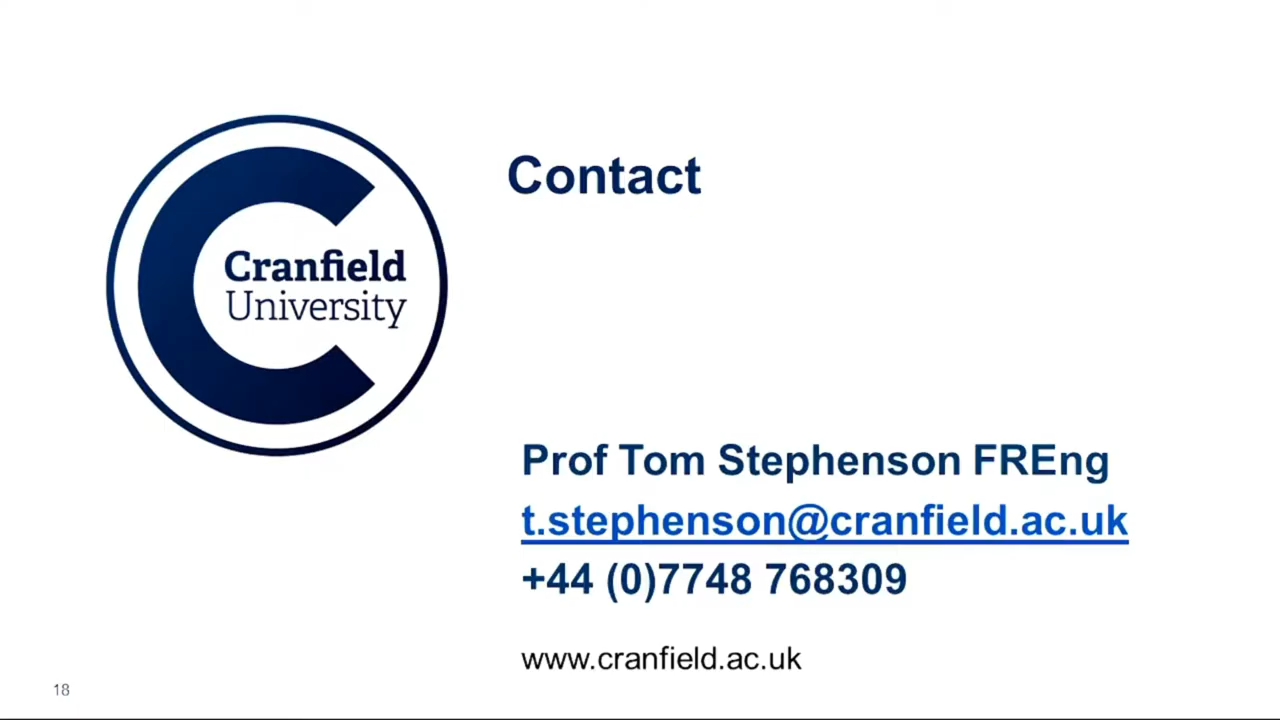 Contact
Cranfield
University
Prof Tom Stephenson FREng
t.stephenson@cranfield.ac.uk
+44 (0)7748 768309
www.cranfield.ac.uk
18